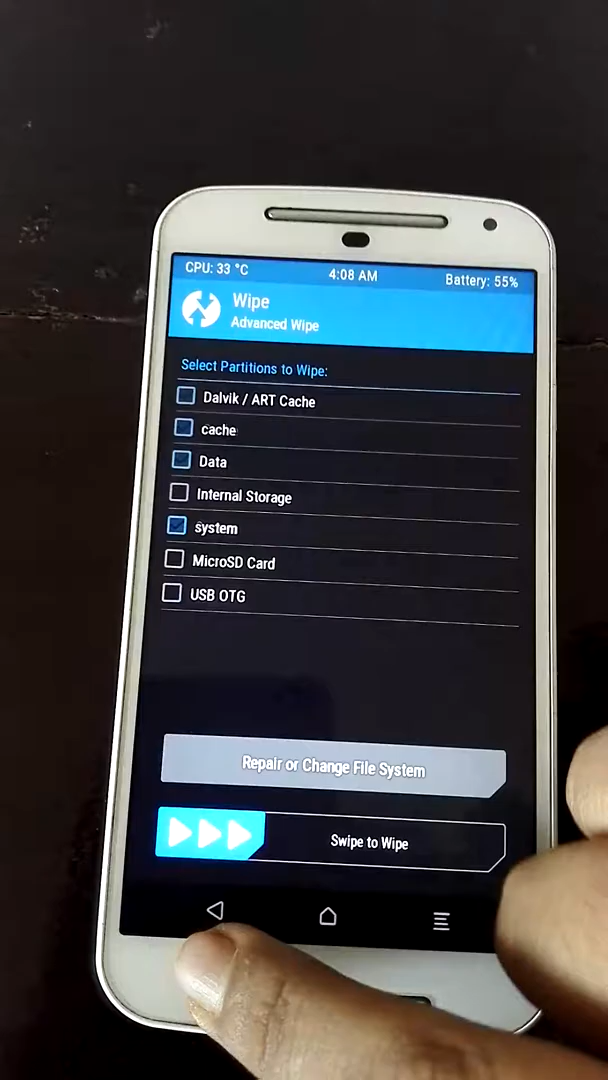 CPU: 33 °C 4:08 AM Battery: 55%
Wipe
Advanced Wipe
Select Partitions to Wipe:
Dalvik / ART Cache
cache
Data
Internal Storage
system
MicroSD Card
USB OTG
Repair or Change File System
Swipe to Wipe